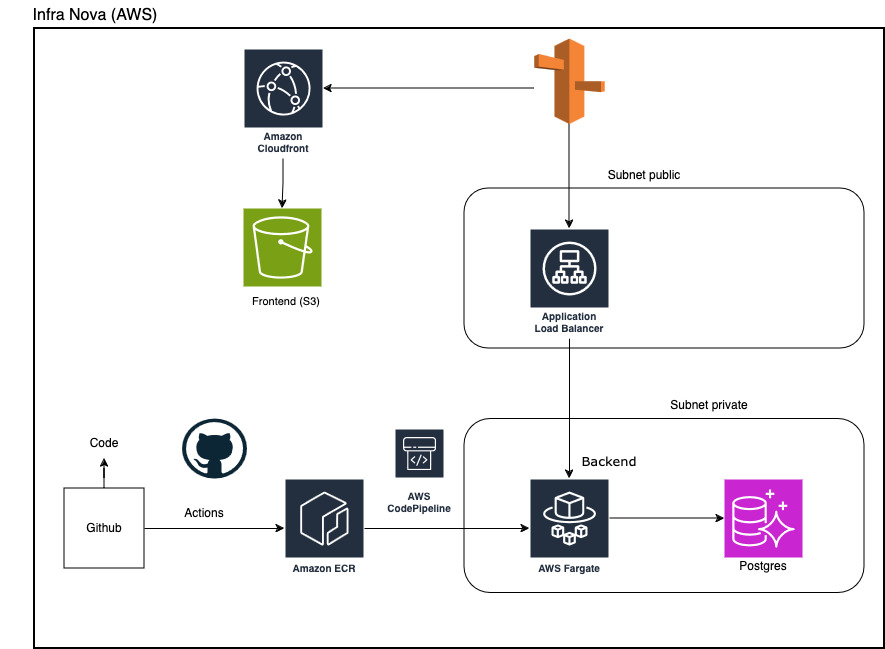 Infra Nova (AWS)
Amazon
Cloudfront
Subnet public
Frontend (S3)
Application
Load Balancer
Subnet private
Code
Backend
AWS
CodePipeline
Actions
Github
Amazon ECR
AWS Fargate
Postgres